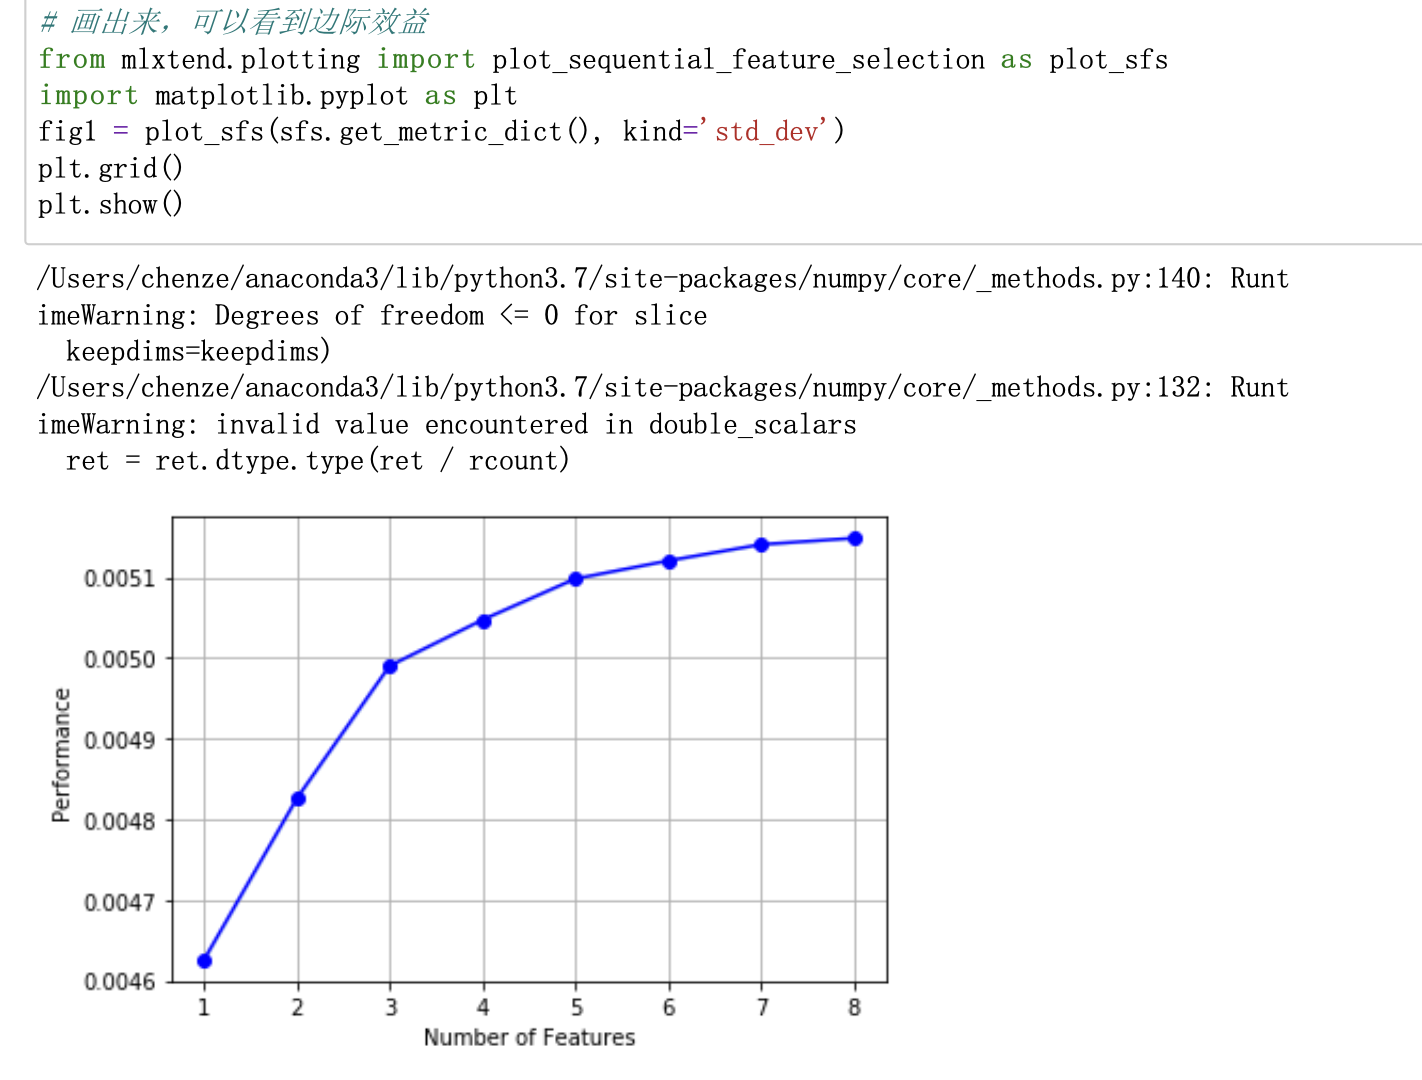 # 画出来，可以看到边际效益
from mlxtend.plotting import plot_sequential_feature_selection as plot_sfs
import matplotlib.pyplot as plt
fig1 = plot_sfs(sfs.get_metric_dict(), kind='std_dev')
plt.grid()
plt.show()
/Users/chenze/anaconda3/lib/python3.7/site-packages/numpy/core/_methods.py:140: Runt
imeWarning: Degrees of freedom <= 0 for slice
  keepdims=keepdims)
/Users/chenze/anaconda3/lib/python3.7/site-packages/numpy/core/_methods.py:132: Runt
imeWarning: invalid value encountered in double_scalars
  ret = ret.dtype.type(ret / rcount)
0.0051
0.0050
0.0049
0.0048
0.0047
0.0046
Performance
1 2 3 4 5 6 7 8
Number of Features